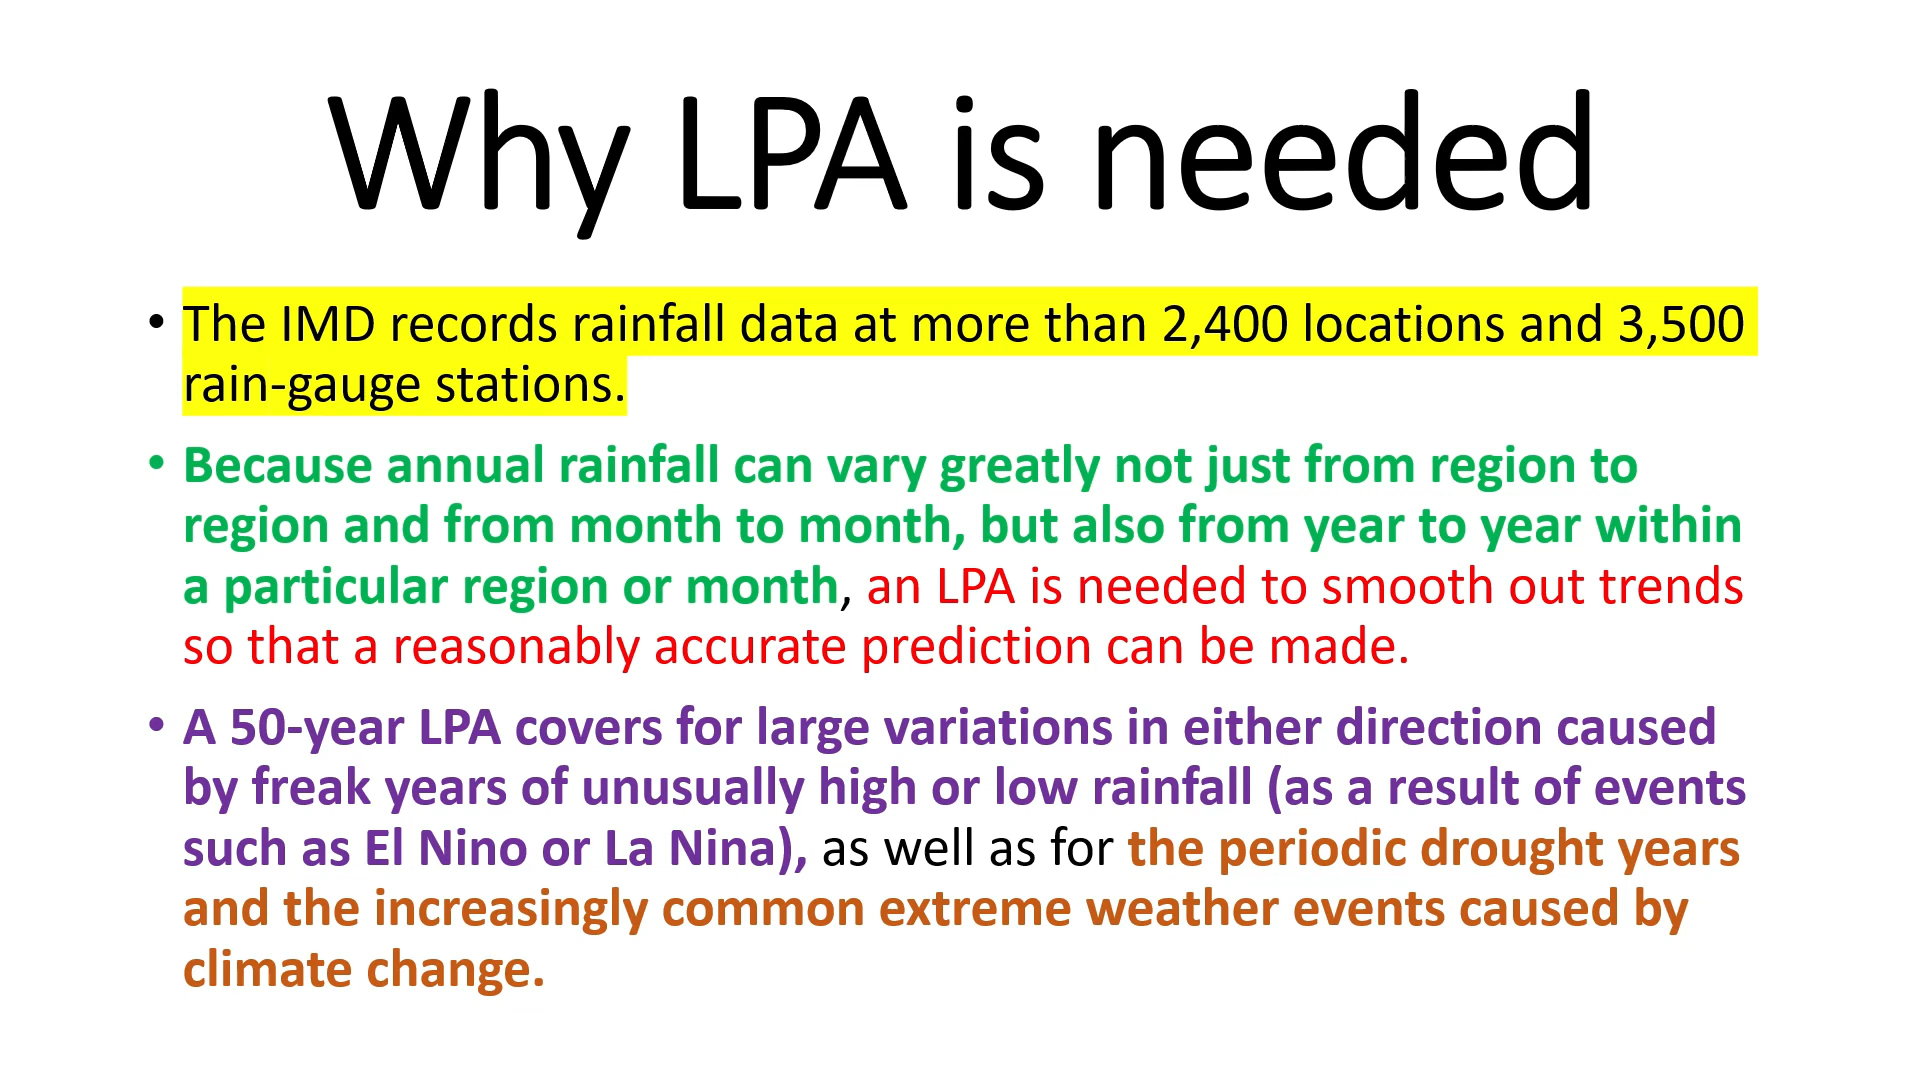 Why LPA is needed
• The IMD records rainfall data at more than 2,400 locations and 3,500
rain-gauge stations.
• Because annual rainfall can vary greatly not just from region to
region and from month to month, but also from year to year within
a particular region or month, an LPA is needed to smooth out trends
so that a reasonably accurate prediction can be made.
• A 50-year LPA covers for large variations in either direction caused
by freak years of unusually high or low rainfall (as a result of events
such as El Nino or La Nina), as well as for the periodic drought years
and the increasingly common extreme weather events caused by
climate change.